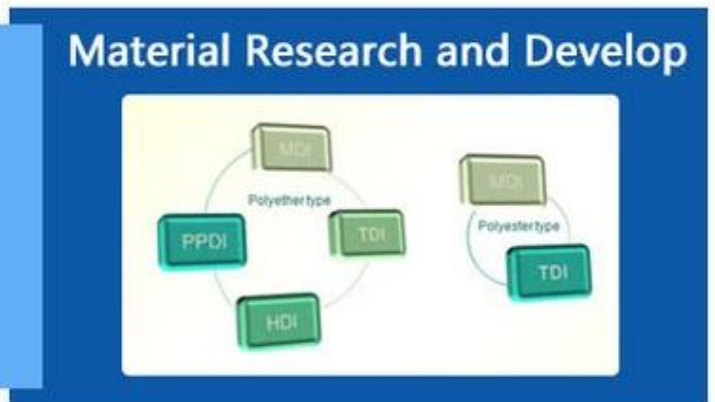 Material Research and Develop
MDI
Polyether type
PPDI
TDI
HDI
MDI
Polyester type
TDI